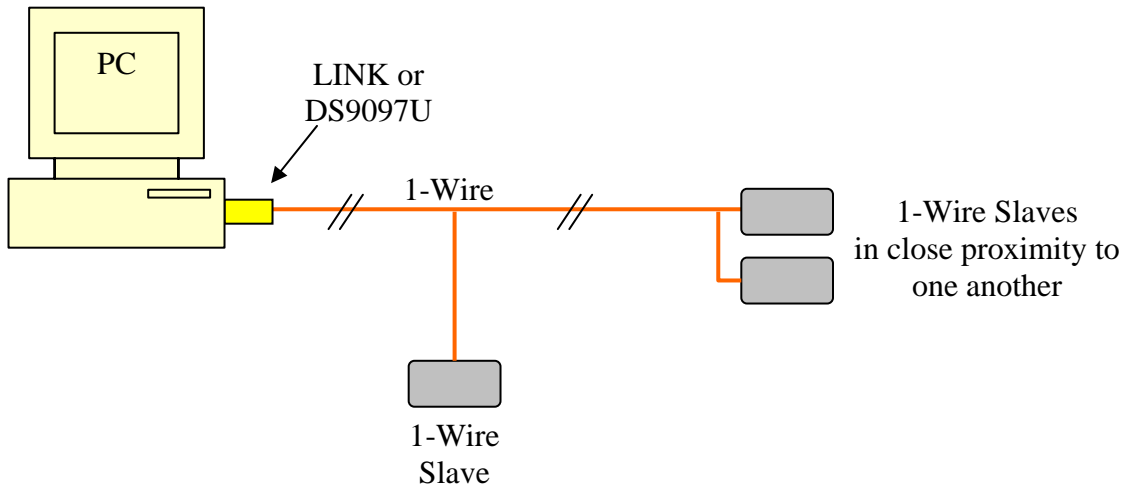 PC
LINK or
DS9097U
1-Wire
1-Wire Slaves
in close proximity to
one another
1-Wire
Slave